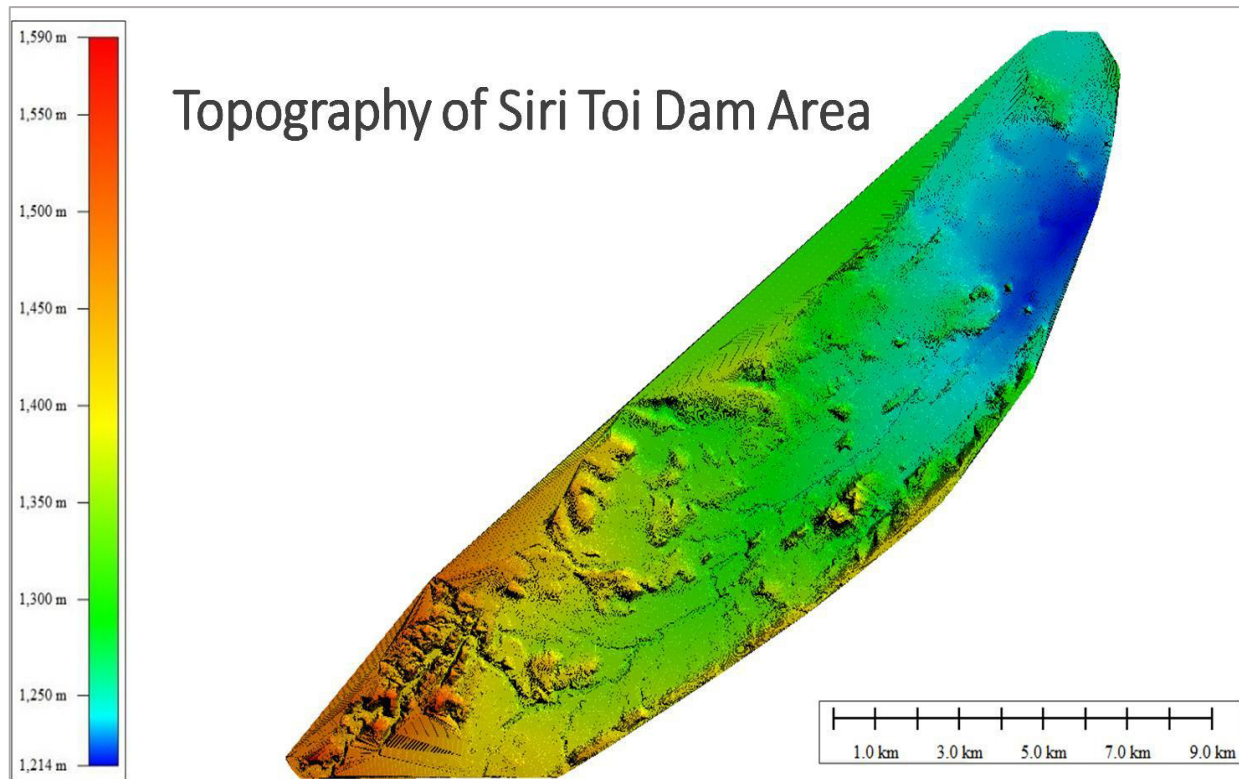 Topography of Siri Toi Dam Area
1,590 m
1,550 m
1,500 m
1,450 m
1,400 m
1,350 m
1,300 m
1,250 m
1,214 m
1.0 km 3.0 km 5.0 km 7.0 km 9.0 km